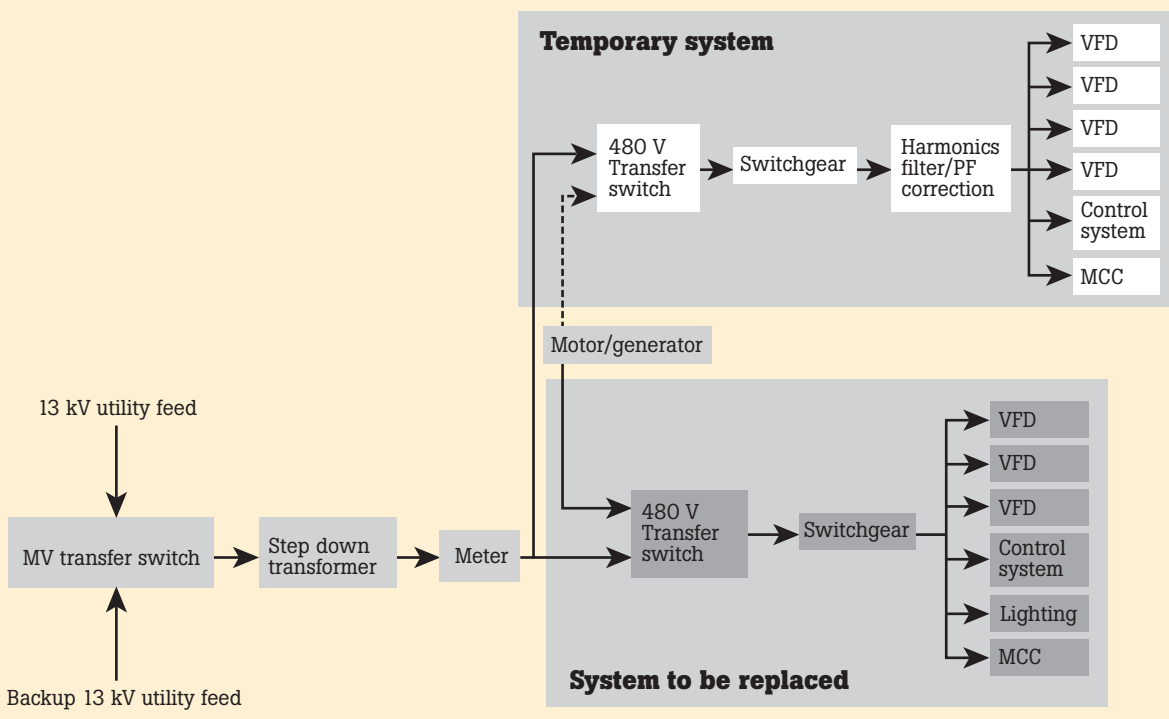 Temporary system
VFD
VFD
VFD
VFD
480 V
Transfer
switch
Switchgear
Harmonics
filter/PF
correction
Control
system
MCC
Motor/generator
13 kV utility feed
MV transfer switch
Step down
transformer
Meter
Backup 13 kV utility feed
480 V
Transfer
switch
Switchgear
VFD
VFD
VFD
Control
system
Lighting
MCC
System to be replaced